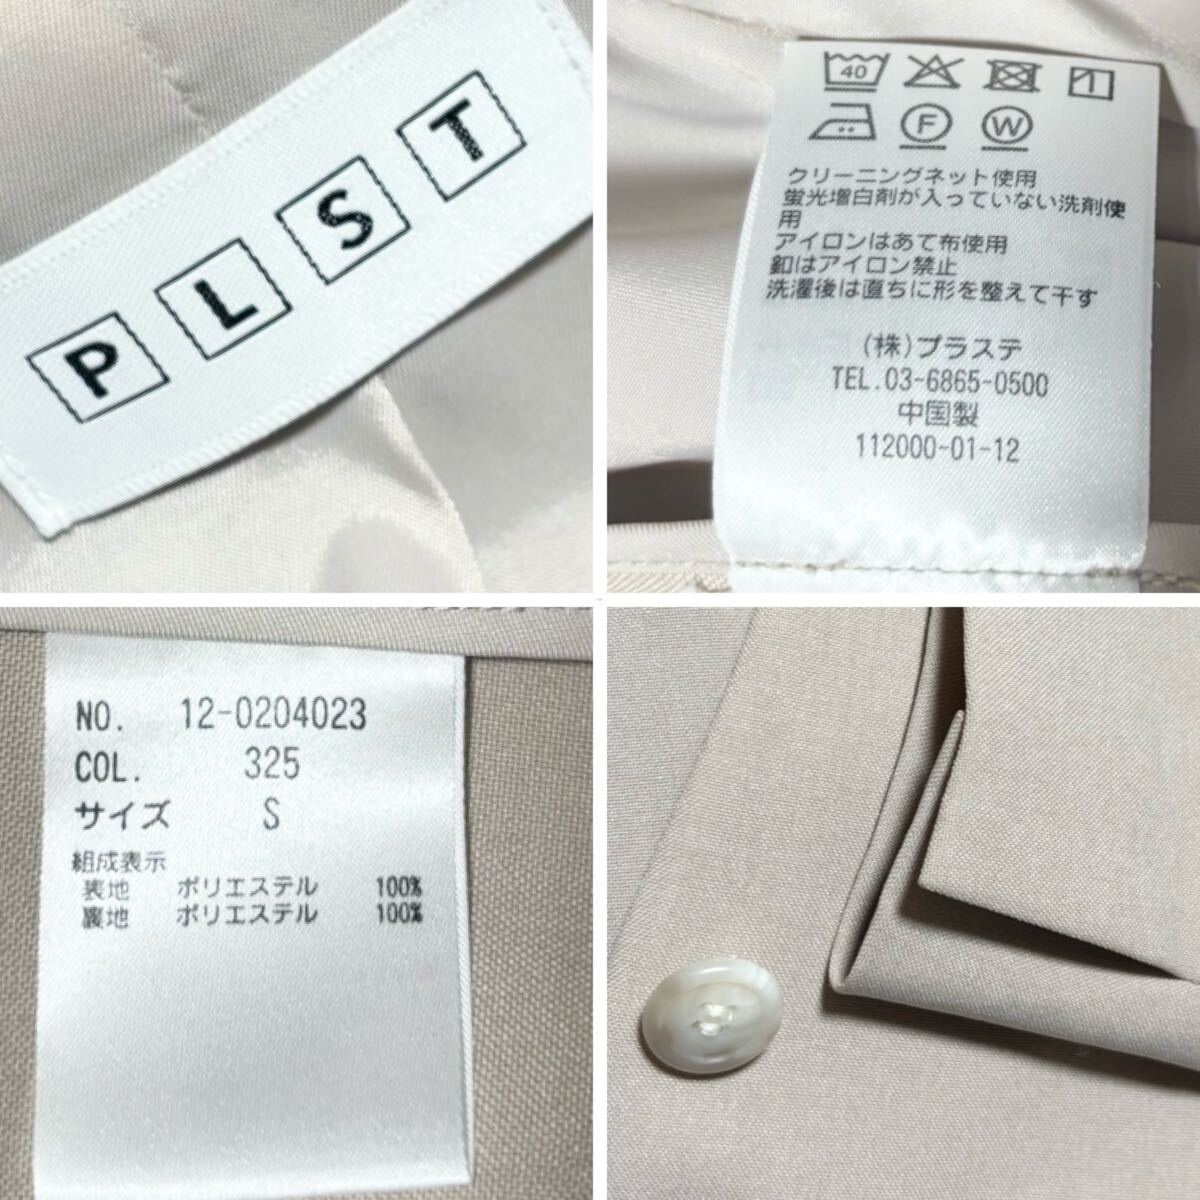 PLST
40
1
F W
クリーニングネット使用
蛍光増白剤が入っていない洗剤使
用
アイロンはあて布使用
釦はアイロン禁止
洗濯後は直ちに形を整えて干す
(株)プラステ
TEL.03-6865-0500
中国製
112000-01-12
NO. 12-0204023
COL. 325
サイズ S
組成表示
表地 ポリエステル 100%
裏地 ポリエステル 100%